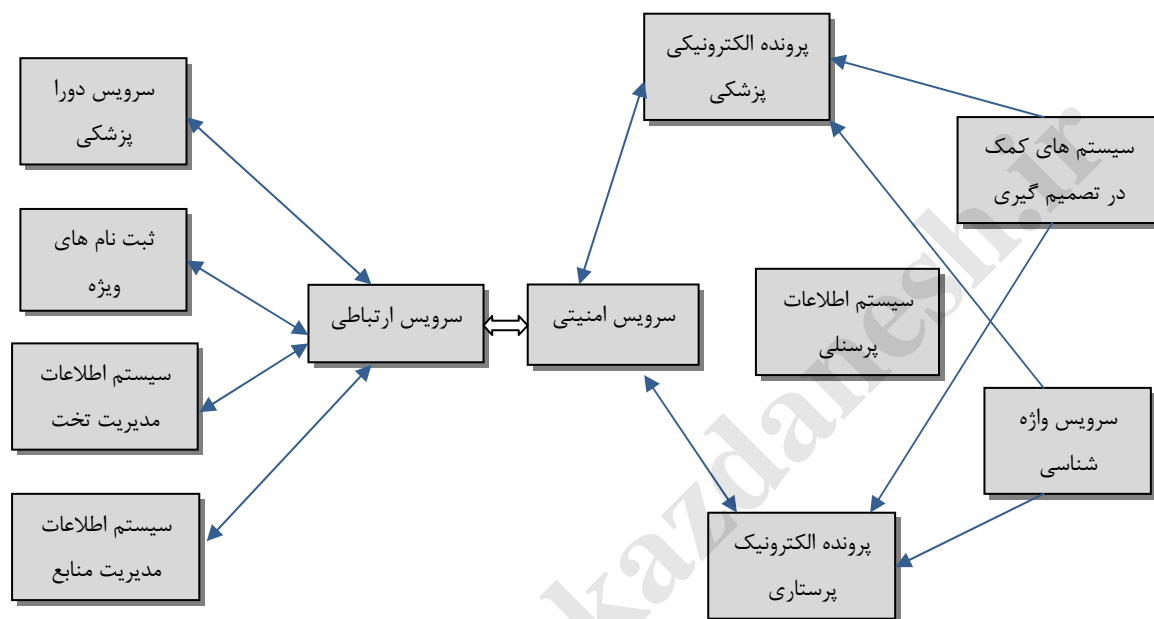 پرونده الکترونیکی
پزشکی
سرویس دورا
پزشکی
سیستم های کمک
در تصمیم گیری
ثبت نام های
ویژه
سیستم اطلاعات
پرسنلی
سرویس امنیتی
سرویس ارتباطی
سیستم اطلاعات
مدیریت تخت
سرویس واژه
شناسی
سیستم اطلاعات
مدیریت منابع
پرونده الکترونیک
پرستاری
kazdanesh.ir